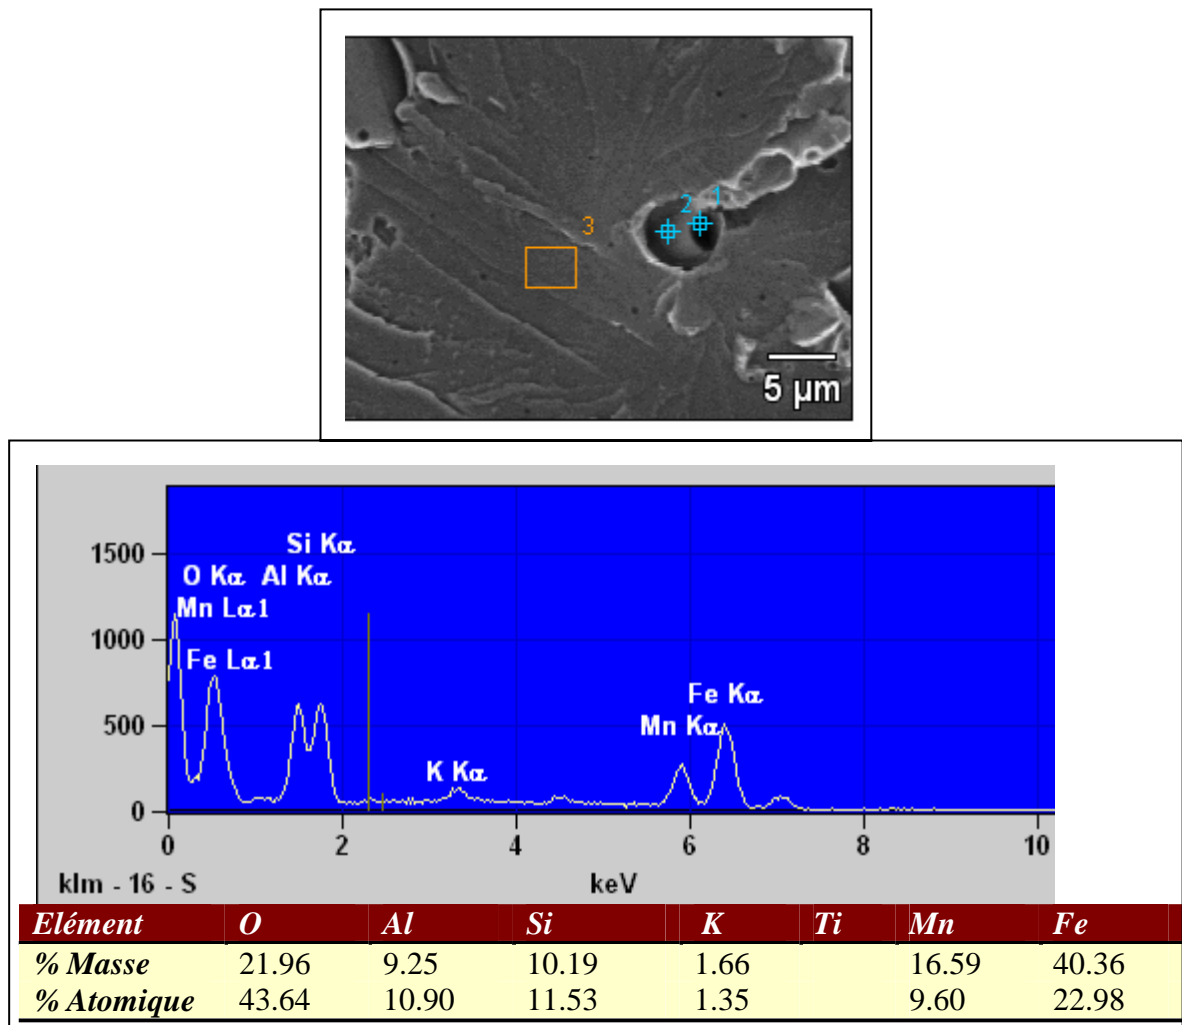 1
2
3
5 µm
Si Kα
1500
O Kα Al Kα
Mn Lα1
1000
Fe Lα1
Fe Kα
500
Mn Kα
K Kα
0
0 2 4 6 8 10
klm - 16 - S keV
Elément O Al Si K Ti Mn Fe
% Masse 21.96 9.25 10.19 1.66 16.59 40.36
% Atomique 43.64 10.90 11.53 1.35 9.60 22.98